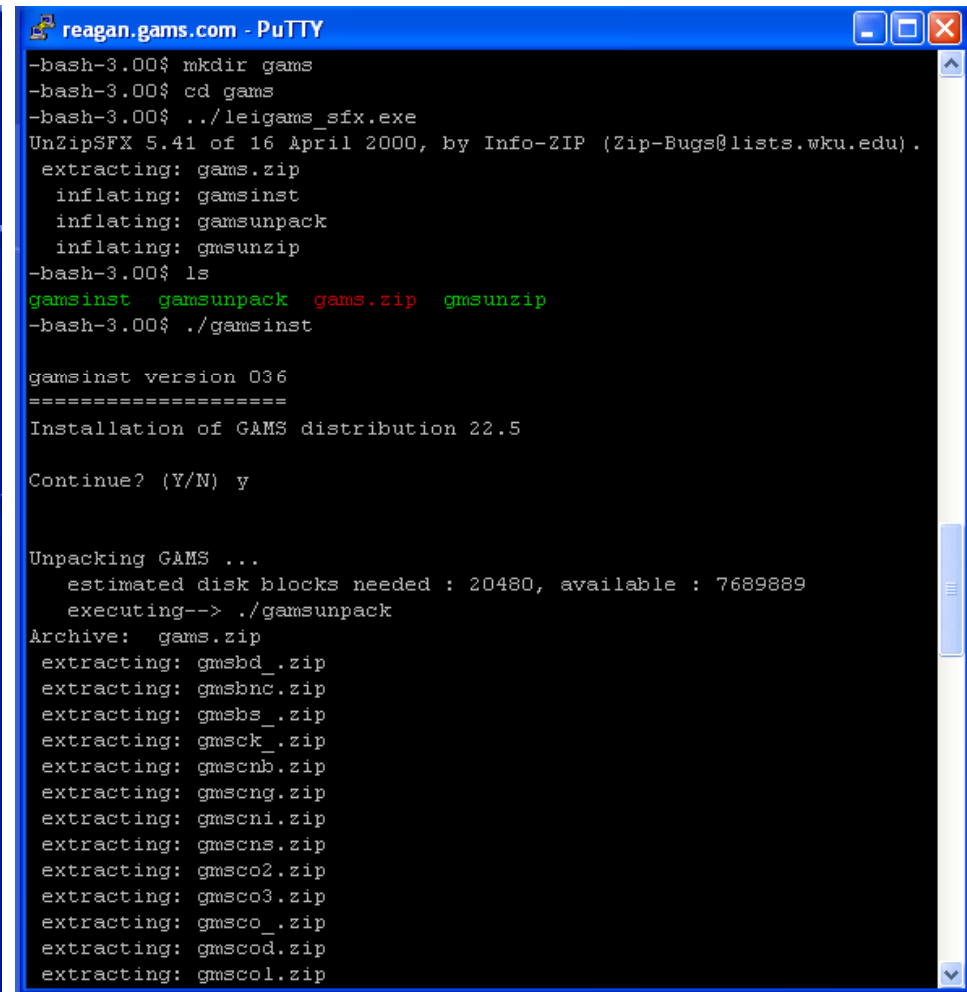 reagan.gams.com - PuTTY
-bash-3.00$ mkdir gams
-bash-3.00$ cd gams
-bash-3.00$ ../leigams_sfx.exe
UnZipSFX 5.41 of 16 April 2000, by Info-ZIP (Zip-Bugs@lists.wku.edu).
 extracting: gams.zip
  inflating: gamsinst
  inflating: gamsunpack
  inflating: gmsunzip
-bash-3.00$ ls
gamsinst  gamsunpack  gams.zip  gmsunzip
-bash-3.00$ ./gamsinst
gamsinst version 036
====================
Installation of GAMS distribution 22.5
Continue? (Y/N) y
Unpacking GAMS ...
   estimated disk blocks needed : 20480, available : 7689889
   executing--> ./gamsunpack
Archive:  gams.zip
 extracting: gmsbd_.zip
 extracting: gmsbnc.zip
 extracting: gmsbs_.zip
 extracting: gmsck_.zip
 extracting: gmscnb.zip
 extracting: gmscng.zip
 extracting: gmscni.zip
 extracting: gmscns.zip
 extracting: gmsco2.zip
 extracting: gmsco3.zip
 extracting: gmsco_.zip
 extracting: gmscod.zip
 extracting: gmscol.zip